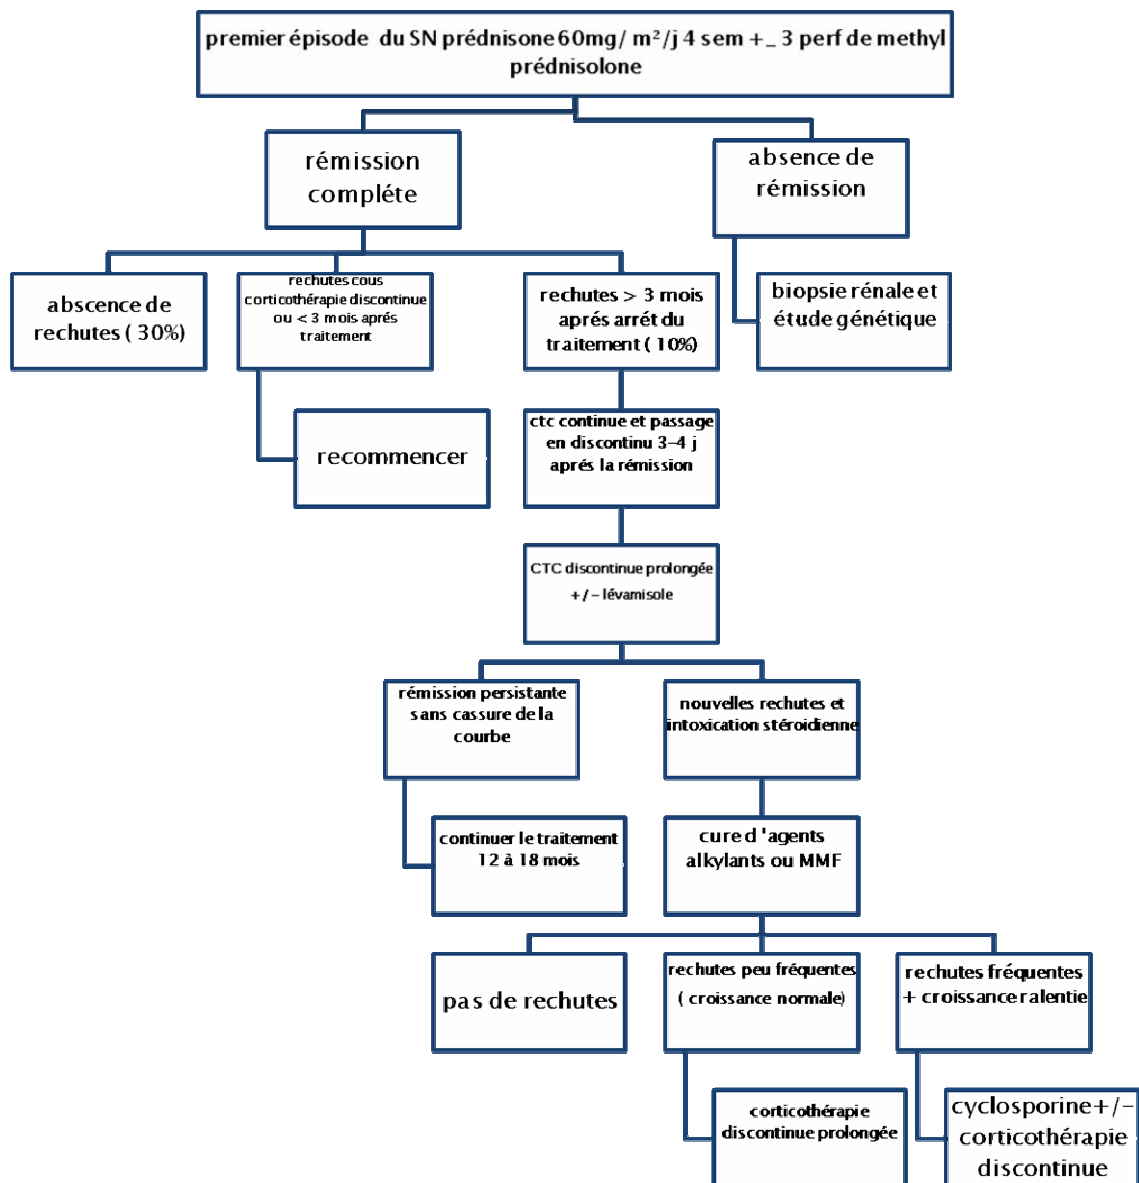 premier épisode du SN prédnisone 60mg/ m²/j 4 sem +_ 3 perf de methyl
prédnisolone
rémission
compléte
absence de
rémission
abscence de
rechutes ( 30%)
rechutes cous
corticothérapie discontinue
ou < 3 mois aprés
traitement
rechutes > 3 mois
aprés arrét du
traitement ( 10%)
biopsie rénale et
étude génétique
recommencer
ctc continue et passage
en discontinu 3-4 j
aprés la rémission
CTC discontinue prolongée
+/- lévamisole
rémission persistante
sans cassure de la
courbe
nouvelles rechutes et
intoxication stéroidienne
continuer le traitement
12 à 18 mois
cure d 'agents
alkylants ou MMF
pas de rechutes
rechutes peu fréquentes
( croissance normale)
rechutes fréquentes
+ croissance ralentie
corticothérapie
discontinue prolongée
cyclosporine+/-
corticothérapie
discontinue